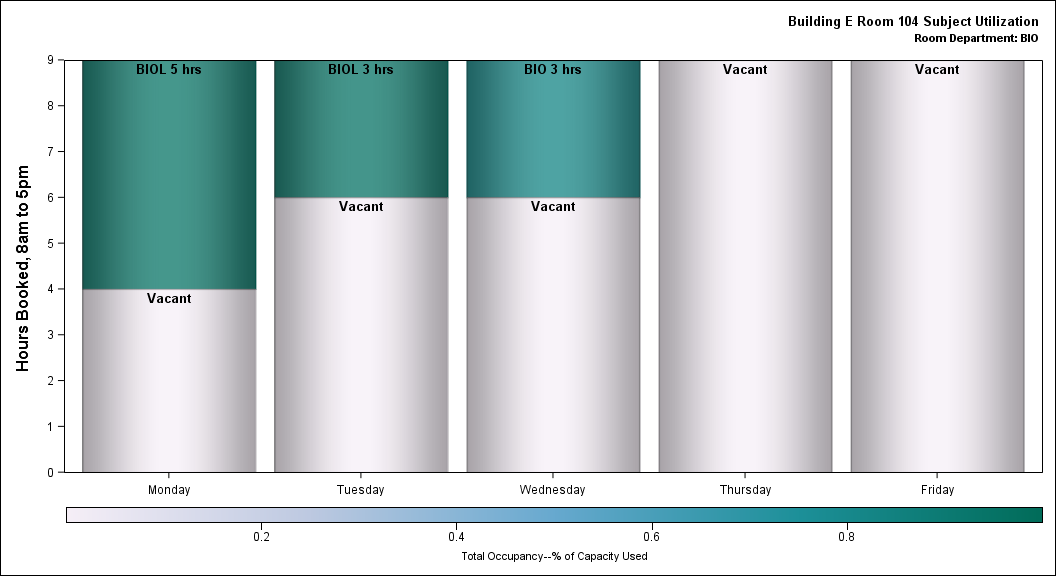 Building E Room 104 Subject Utilization
Room Department: BIO
Hours Booked, 8am to 5pm
9
8
7
6
5
4
3
2
1
0
BIOL 5 hrs
BIOL 3 hrs
BIO 3 hrs
Vacant
Vacant
Vacant
Vacant
Vacant
Monday
Tuesday
Wednesday
Thursday
Friday
0.2
0.4
0.6
0.8
Total Occupancy--% of Capacity Used